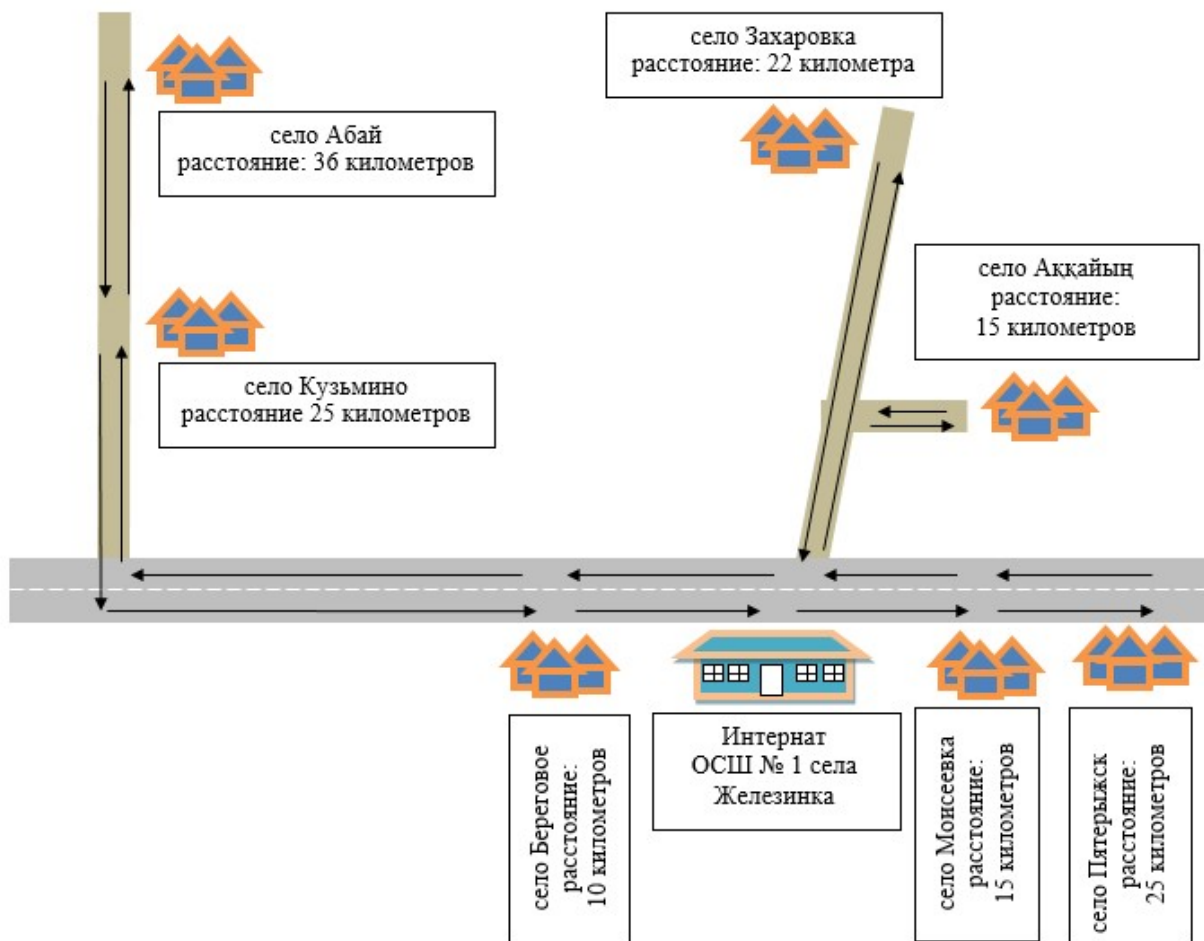 село Захаровка
расстояние: 22 километра
село Абай
расстояние: 36 километров
село Аққайың
расстояние:
15 километров
село Кузьмино
расстояние 25 километров
село Береговое
расстояние:
10 километров
Интернат
ОСШ № 1 села
Железинка
село Моисеевка
расстояние:
15 километров
село Пятерыжск
расстояние:
25 километров